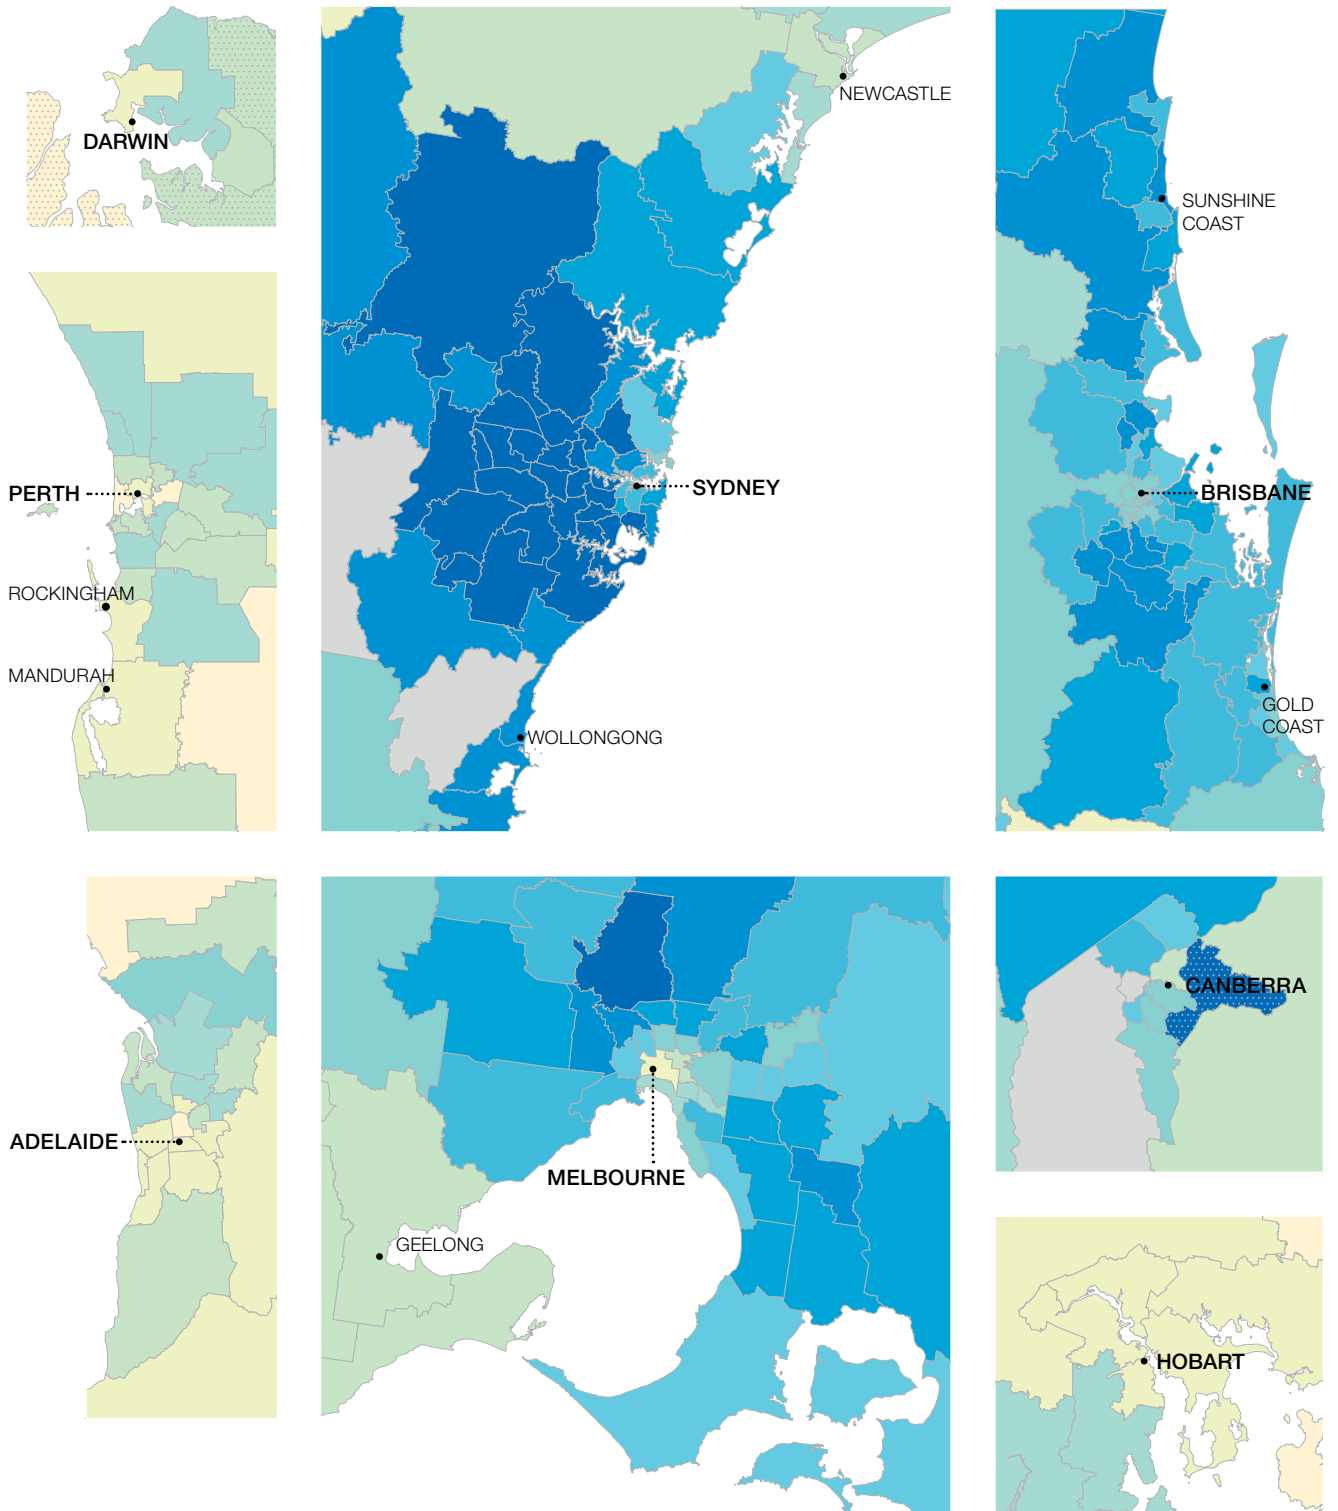 NEWCASTLE
DARWIN
SUNSHINE
COAST
PERTH
SYDNEY
BRISBANE
ROCKINGHAM
MANDURAH
GOLD
COAST
WOLLONGONG
CANBERRA
ADELAIDE
MELBOURNE
GEELONG
HOBART